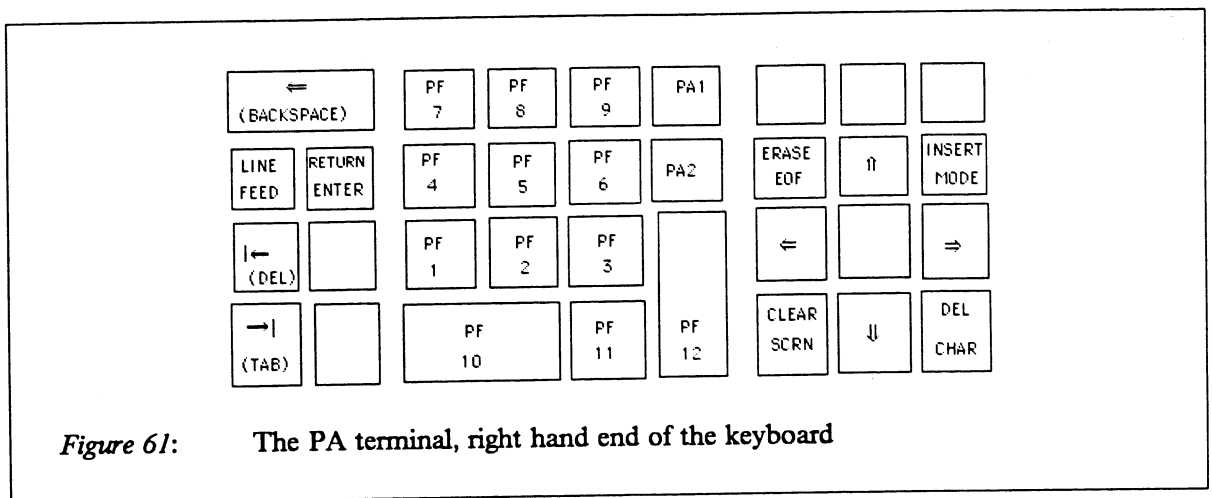 ⇐ PF PF PF PA1
(BACKSPACE) 7 8 9
LINE RETURN PF PF PF PA2 ERASE ⇑ INSERT
FEED ENTER 4 5 6 EOF MODE
|← PF PF PF ⇐ ⇒
(DEL) 1 2 3
→| PF PF PF CLEAR ⇓ DEL
(TAB) 10 11 12 SCRN CHAR
Figure 61: The PA terminal, right hand end of the keyboard